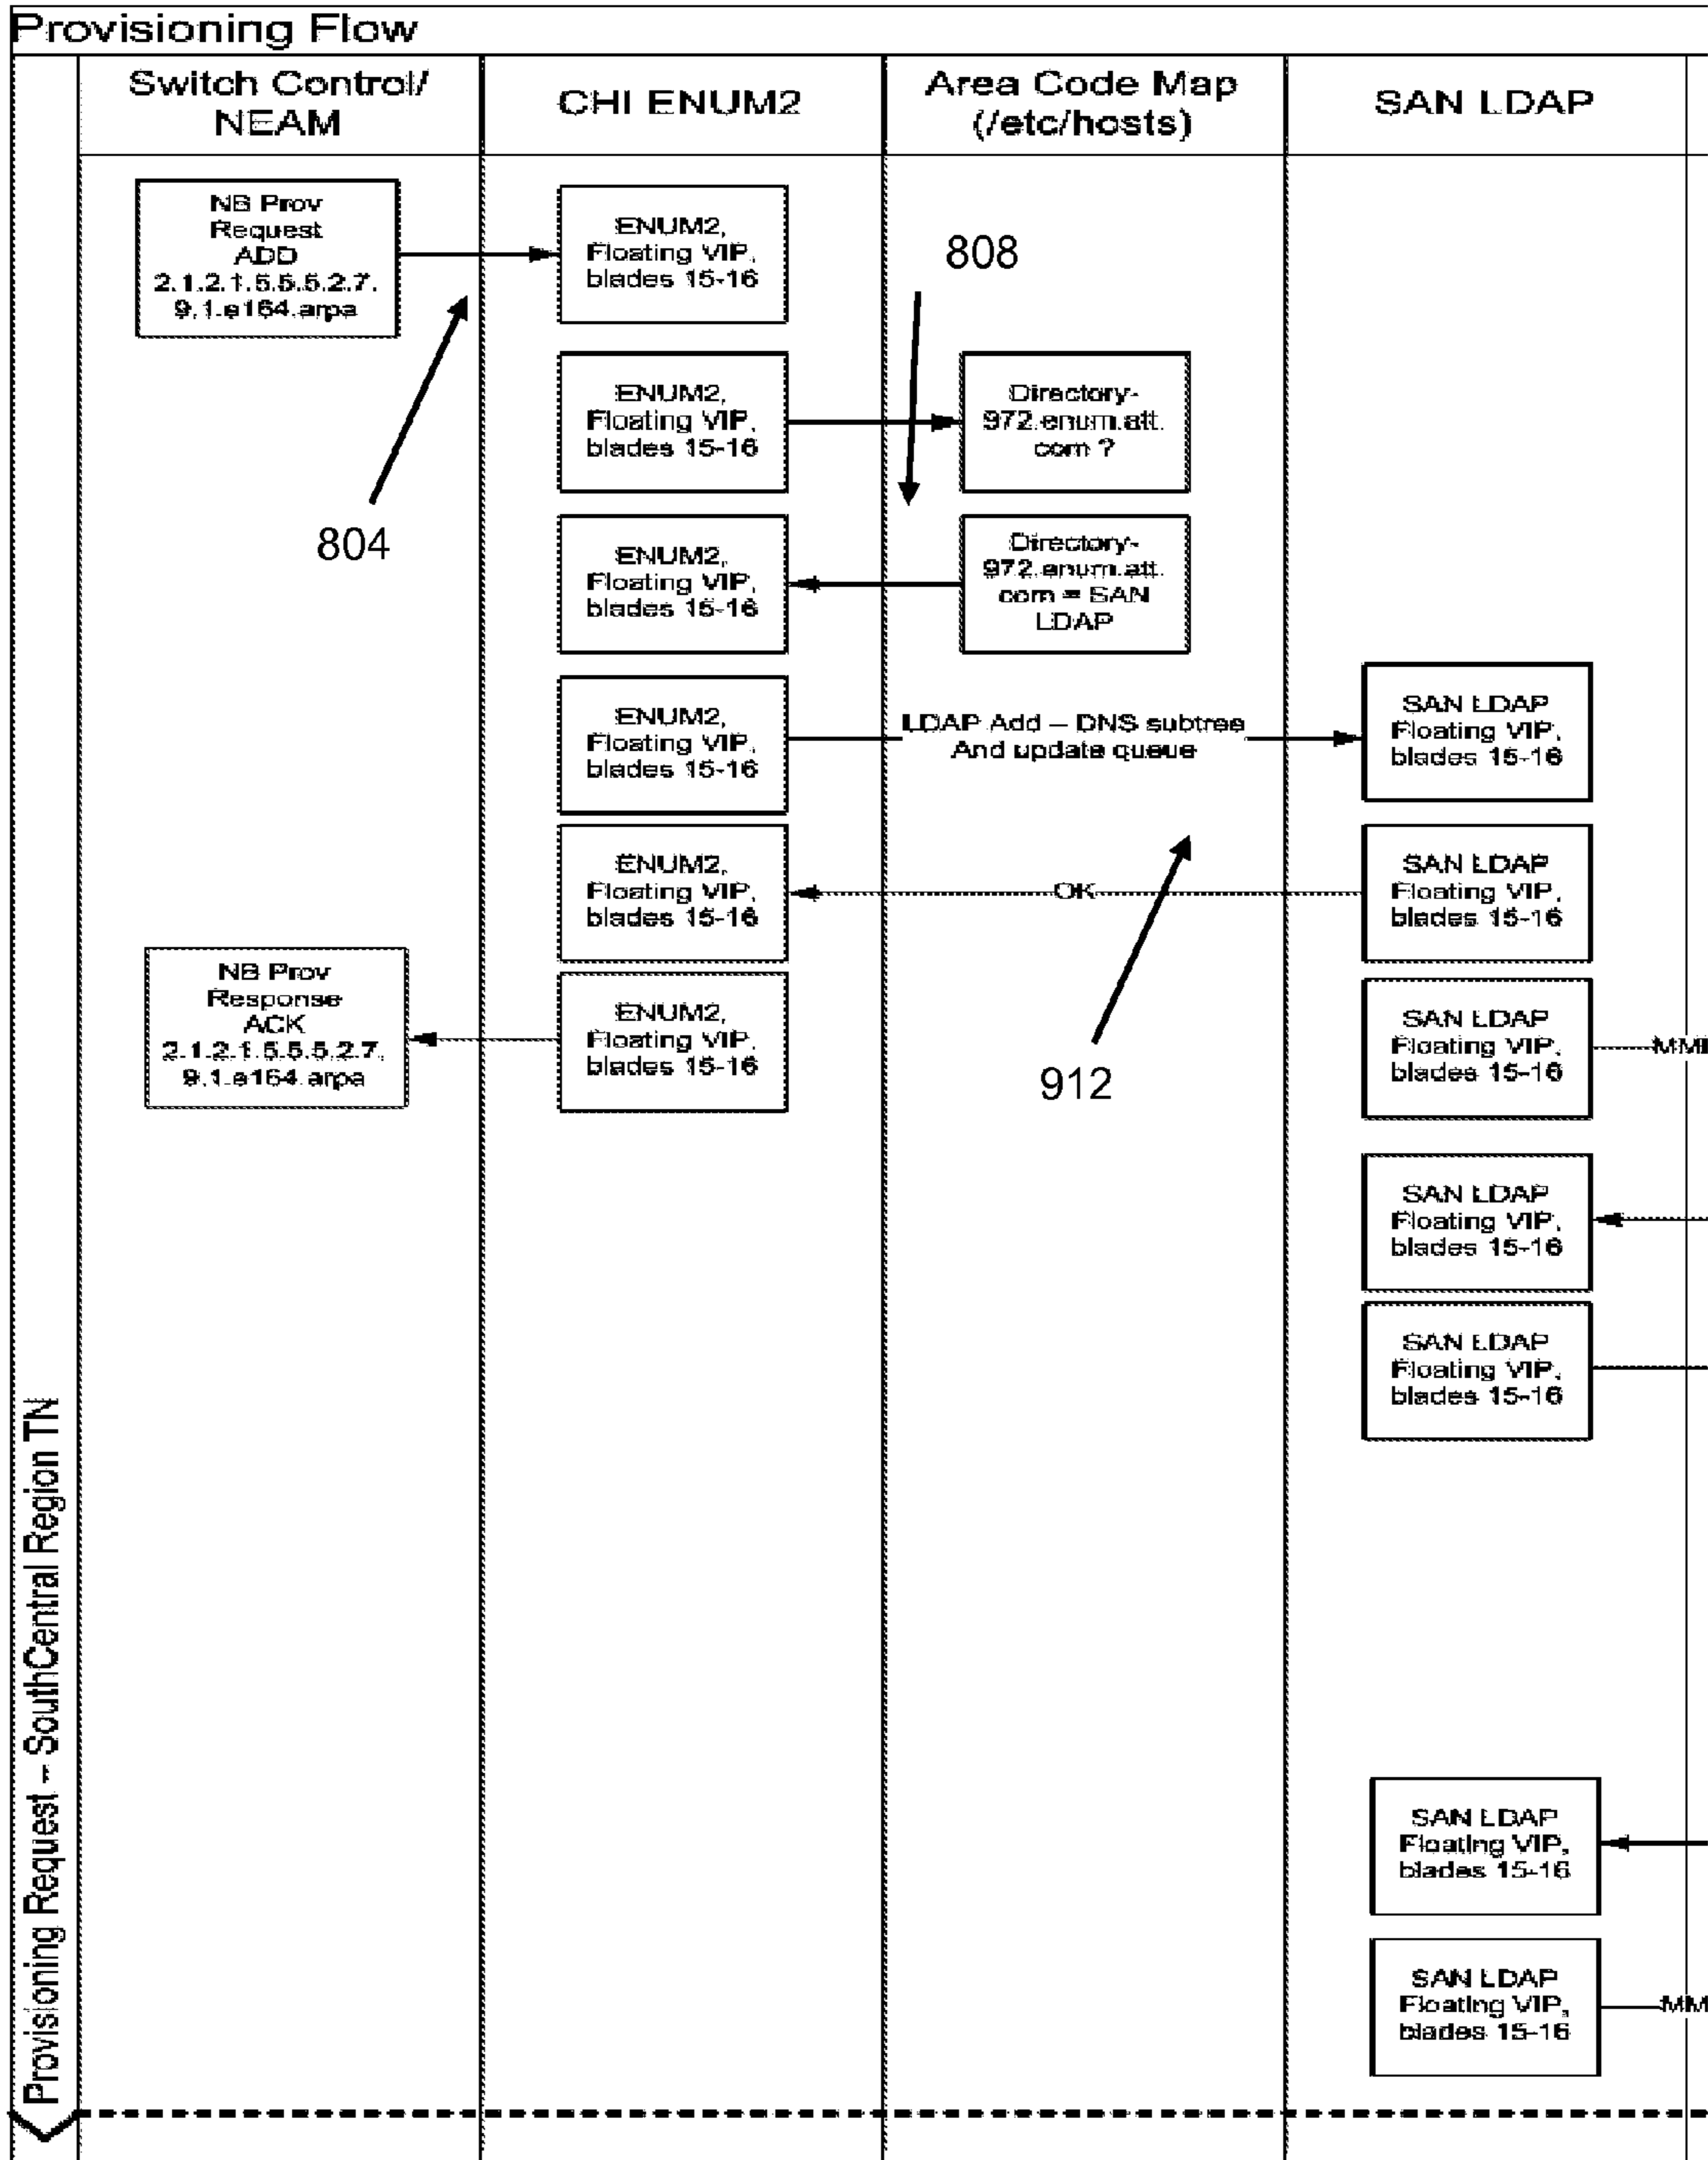 Provisioning Flow
Switch Control/
NEAM
CHI ENUM2
Area Code Map
(/etc/hosts)
SAN LDAP
NB Prov
Request
ADD
2.1.2.1.5.5.5.2.7.
9.1.e164.arpa
ENUM2,
Floating VIP,
blades 15-16
808
804
ENUM2,
Floating VIP,
blades 15-16
Directory-
972.enum.att.
com ?
ENUM2,
Floating VIP,
blades 15-16
Directory-
972.enum.att.
com = SAN
LDAP
ENUM2,
Floating VIP,
blades 15-16
LDAP Add – DNS subtree
And update queue
SAN LDAP
Floating VIP,
blades 15-16
ENUM2,
Floating VIP,
blades 15-16
OK
SAN LDAP
Floating VIP,
blades 15-16
912
NB Prov
Response
ACK
2.1.2.1.5.5.5.2.7.
9.1.e164.arpa
ENUM2,
Floating VIP,
blades 15-16
SAN LDAP
Floating VIP,
blades 15-16
SAN LDAP
Floating VIP,
blades 15-16
SAN LDAP
Floating VIP,
blades 15-16
SAN LDAP
Floating VIP,
blades 15-16
SAN LDAP
Floating VIP,
blades 15-16
Provisioning Request – SouthCentral Region TN